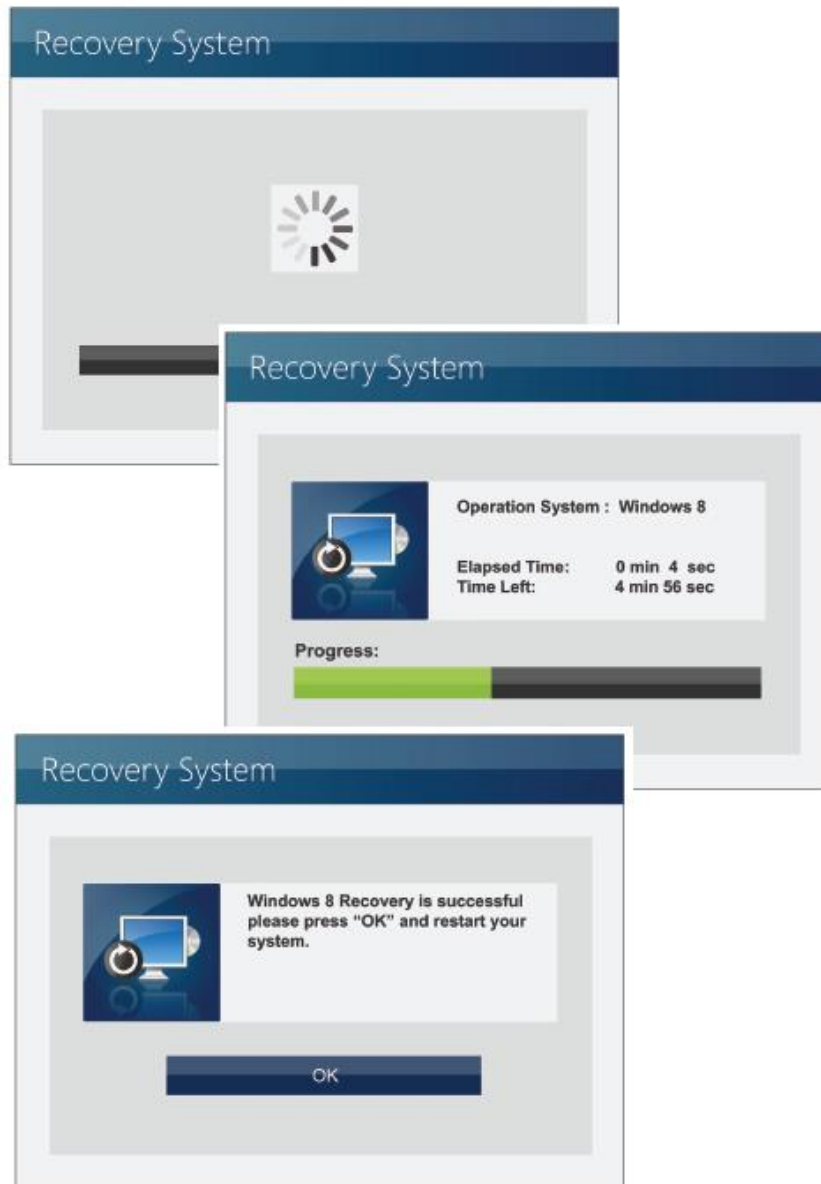 Recovery System
Recovery System
Operation System : Windows 8
Elapsed Time: 0 min 4 sec
Time Left: 4 min 56 sec
Progress:
Recovery System
Windows 8 Recovery is successful
please press “OK” and restart your
system.
OK